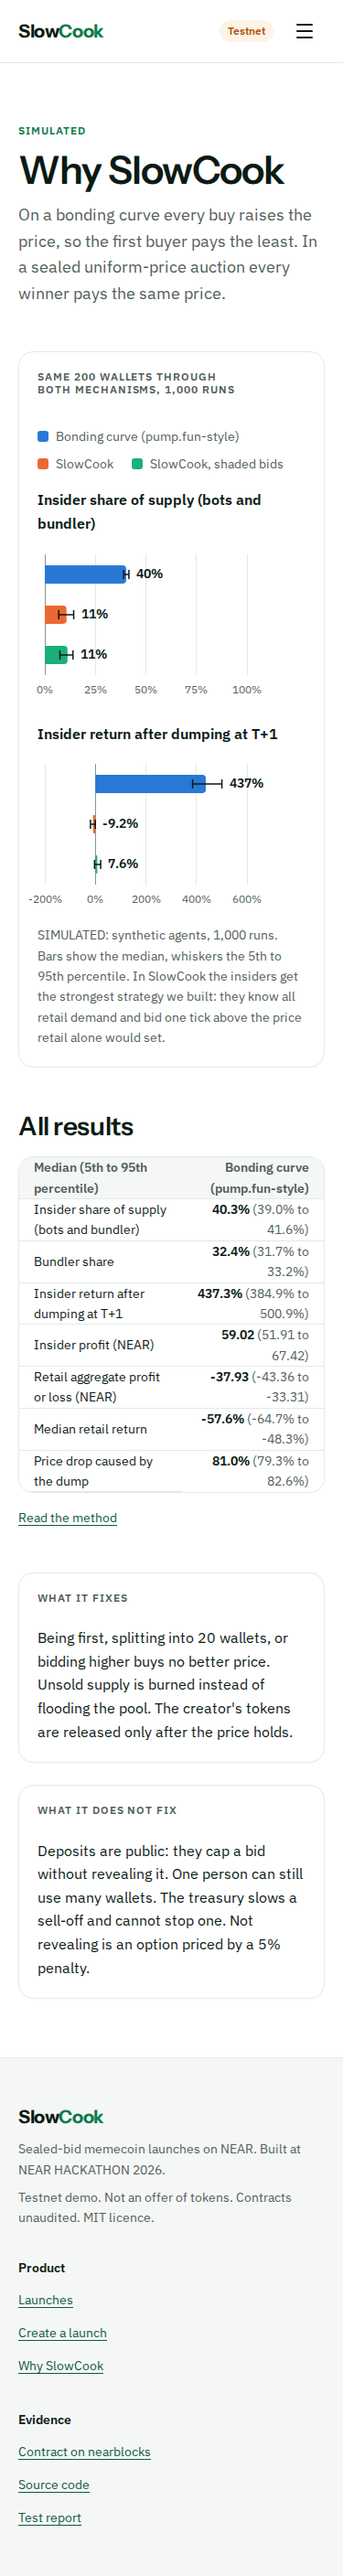 SlowCook
Testnet
SIMULATED
Why SlowCook
On a bonding curve every buy raises the
price, so the first buyer pays the least. In
a sealed uniform-price auction every
winner pays the same price.
SAME 200 WALLETS THROUGH
BOTH MECHANISMS, 1,000 RUNS
Bonding curve (pump.fun-style)
SlowCook SlowCook, shaded bids
Insider share of supply (bots and
bundler)
40%
11%
11%
0% 25% 50% 75% 100%
Insider return after dumping at T+1
437%
-9.2%
7.6%
-200% 0% 200% 400% 600%
SIMULATED: synthetic agents, 1,000 runs.
Bars show the median, whiskers the 5th to
95th percentile. In SlowCook the insiders get
the strongest strategy we built: they know all
retail demand and bid one tick above the price
retail alone would set.
All results
Median (5th to 95th
percentile)
Bonding curve
(pump.fun-style)
Insider share of supply
(bots and bundler)
40.3% (39.0% to
41.6%)
Bundler share
32.4% (31.7% to
33.2%)
Insider return after
dumping at T+1
437.3% (384.9% to
500.9%)
Insider profit (NEAR)
59.02 (51.91 to
67.42)
Retail aggregate profit
or loss (NEAR)
-37.93 (-43.36 to
-33.31)
Median retail return
-57.6% (-64.7% to
-48.3%)
Price drop caused by
the dump
81.0% (79.3% to
82.6%)
Read the method
WHAT IT FIXES
Being first, splitting into 20 wallets, or
bidding higher buys no better price.
Unsold supply is burned instead of
flooding the pool. The creator's tokens
are released only after the price holds.
WHAT IT DOES NOT FIX
Deposits are public: they cap a bid
without revealing it. One person can still
use many wallets. The treasury slows a
sell-off and cannot stop one. Not
revealing is an option priced by a 5%
penalty.
SlowCook
Sealed-bid memecoin launches on NEAR. Built at
NEAR HACKATHON 2026.
Testnet demo. Not an offer of tokens. Contracts
unaudited. MIT licence.
Product
Launches
Create a launch
Why SlowCook
Evidence
Contract on nearblocks
Source code
Test report